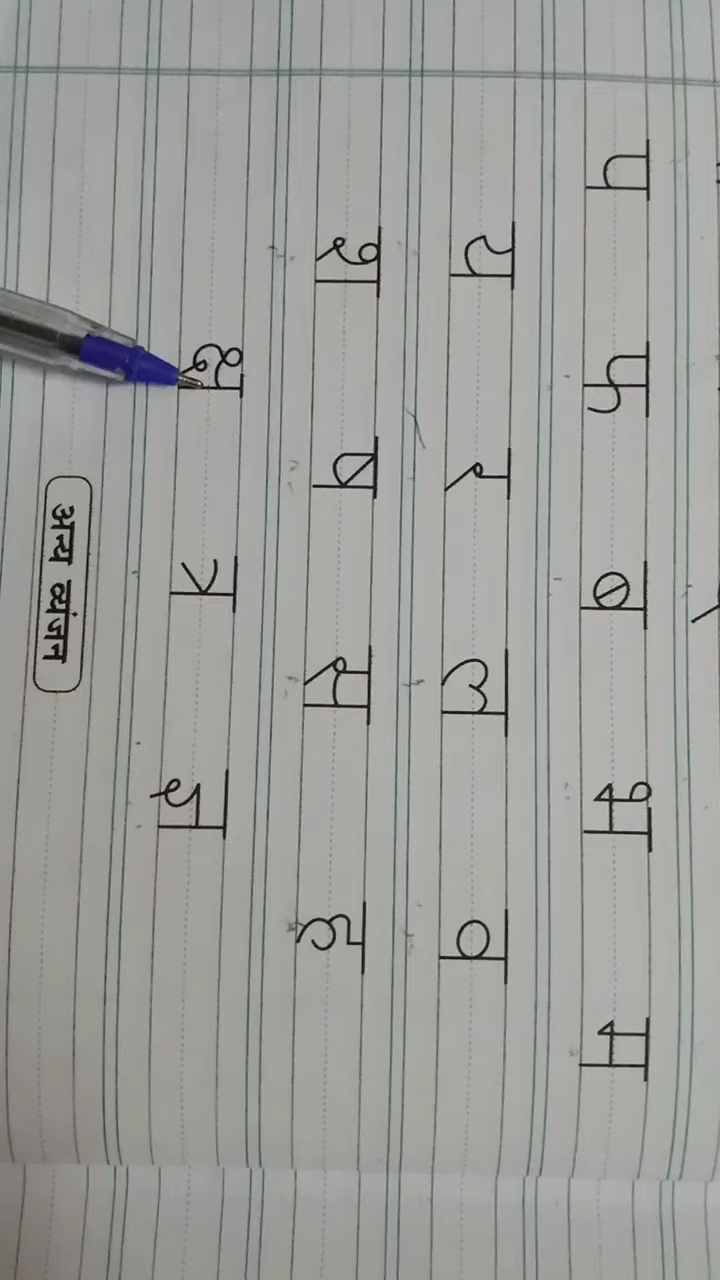 प फ ब भ म
य र ल व
श ष स ह
क्ष त्र ज्ञ
अन्य व्यंजन